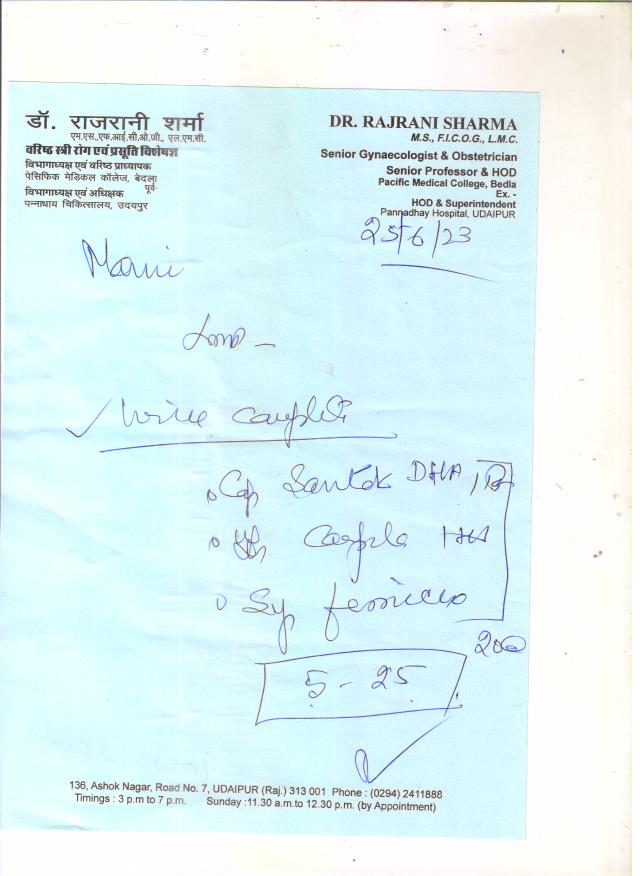 डॉ. राजरानी शर्मा
एम.एस.,एफ.आई.सी.ओ.जी., एल.एम.सी.
वरिष्ठ स्त्री रोग एवं प्रसूति विशेषज्ञ
विभागाध्यक्ष एवं वरिष्ठ प्राध्यापक
पेसिफिक मेडिकल कॉलेज, बेदला
पूर्व-
विभागाध्यक्ष एवं अधिक्षक
पन्नाधाय चिकित्सालय, उदयपुर
DR. RAJRANI SHARMA
M.S., F.I.C.O.G., L.M.C.
Senior Gynaecologist & Obstetrician
Senior Professor & HOD
Pacific Medical College, Bedla
Ex. -
HOD & Superintendent
Pannadhay Hospital, UDAIPUR
25/6/23
Lmp -
Urine
Cap Santok DHA
Syp
200
5 - 25
136, Ashok Nagar, Road No. 7, UDAIPUR (Raj.) 313 001 Phone : (0294) 2411888
Timings : 3 p.m to 7 p.m. Sunday :11.30 a.m.to 12.30 p.m. (by Appointment)